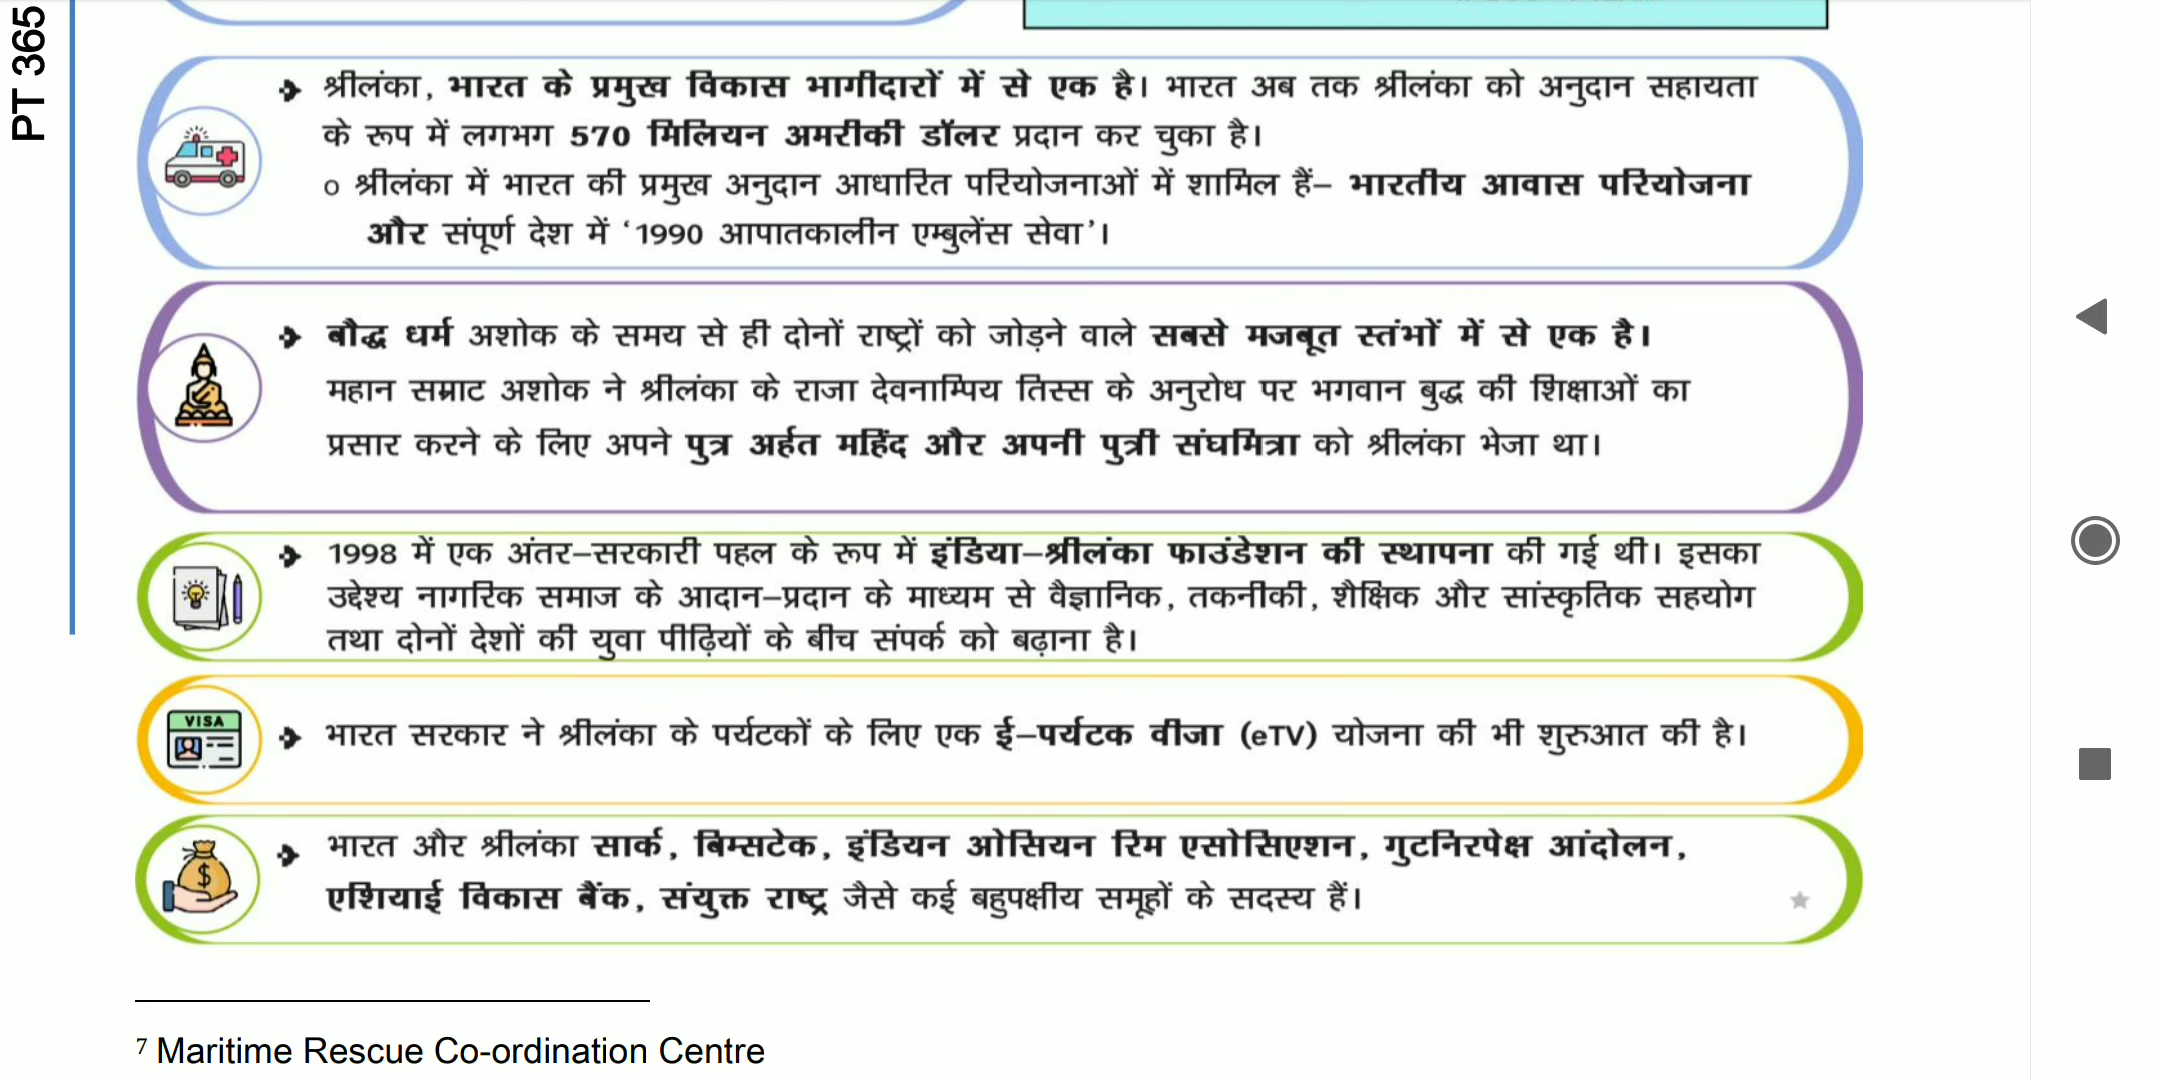 PT 365
श्रीलंका, भारत के प्रमुख विकास भागीदारों में से एक है। भारत अब तक श्रीलंका को अनुदान सहायता
के रूप में लगभग 570 मिलियन अमरीकी डॉलर प्रदान कर चुका है।
o श्रीलंका में भारत की प्रमुख अनुदान आधारित परियोजनाओं में शामिल हैं– भारतीय आवास परियोजना
और संपूर्ण देश में ‘1990 आपातकालीन एम्बुलेंस सेवा’।
बौद्ध धर्म अशोक के समय से ही दोनों राष्ट्रों को जोड़ने वाले सबसे मजबूत स्तंभों में से एक है।
महान सम्राट अशोक ने श्रीलंका के राजा देवनाम्पिय तिस्स के अनुरोध पर भगवान बुद्ध की शिक्षाओं का
प्रसार करने के लिए अपने पुत्र अर्हत महिंद और अपनी पुत्री संघमित्रा को श्रीलंका भेजा था।
1998 में एक अंतर–सरकारी पहल के रूप में इंडिया–श्रीलंका फाउंडेशन की स्थापना की गई थी। इसका
उद्देश्य नागरिक समाज के आदान–प्रदान के माध्यम से वैज्ञानिक, तकनीकी, शैक्षिक और सांस्कृतिक सहयोग
तथा दोनों देशों की युवा पीढ़ियों के बीच संपर्क को बढ़ाना है।
VISA
भारत सरकार ने श्रीलंका के पर्यटकों के लिए एक ई–पर्यटक वीजा (eTV) योजना की भी शुरुआत की है।
भारत और श्रीलंका सार्क, बिम्सटेक, इंडियन ओसियन रिम एसोसिएशन, गुटनिरपेक्ष आंदोलन,
एशियाई विकास बैंक, संयुक्त राष्ट्र जैसे कई बहुपक्षीय समूहों के सदस्य हैं।
7 Maritime Rescue Co-ordination Centre